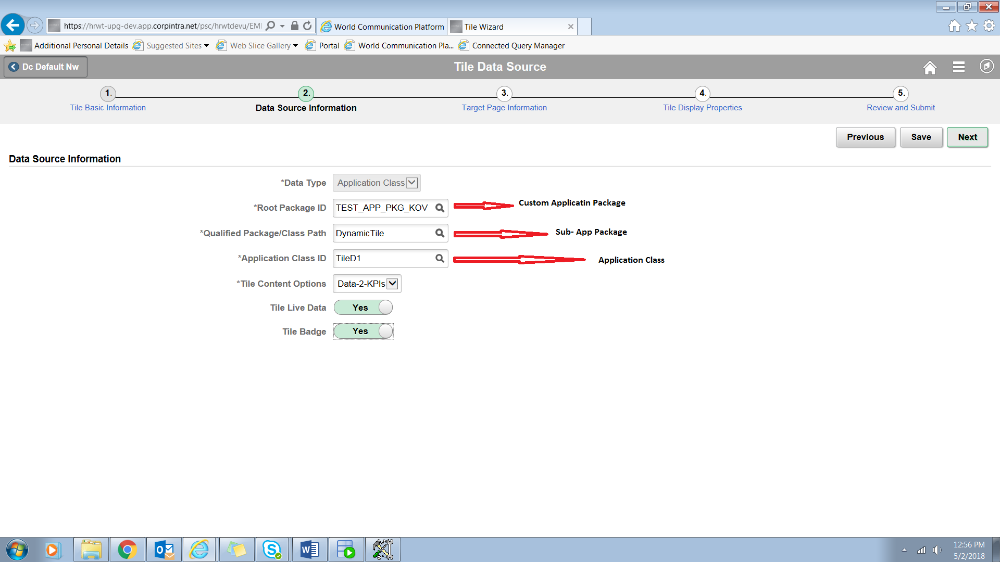 https://hrwt-upg-dev.app.corpintra.net/psc/hrwtdevu/EMI
World Communication Platform
Tile Wizard
Additional Personal Details
Suggested Sites
Web Slice Gallery
Portal
World Communication Pla...
Connected Query Manager
Dc Default Nw
Tile Data Source
1.
2.
3.
4.
5.
Tile Basic Information
Data Source Information
Target Page Information
Tile Display Properties
Review and Submit
Previous
Save
Next
Data Source Information
*Data Type
Application Class
*Root Package ID
TEST_APP_PKG_KOV
Custom Applicatin Package
*Qualified Package/Class Path
DynamicTile
Sub- App Package
*Application Class ID
TileD1
Application Class
*Tile Content Options
Data-2-KPIs
Tile Live Data
Yes
Tile Badge
Yes
12:56 PM
5/2/2018